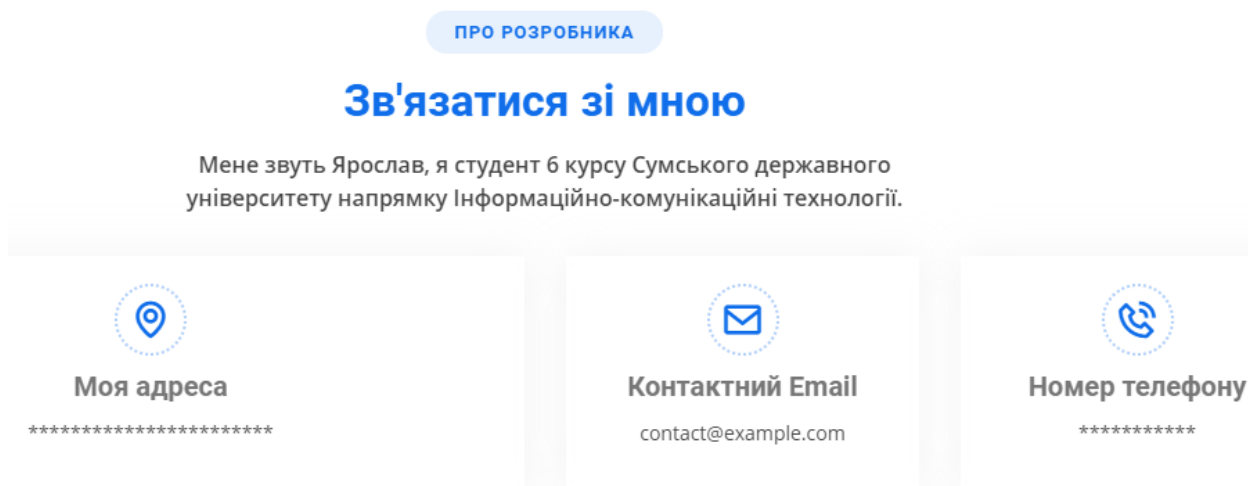 ПРО РОЗРОБНИКА
Зв'язатися зі мною
Мене звуть Ярослав, я студент 6 курсу Сумського державного
університету напрямку Інформаційно-комунікаційні технології.
Моя адреса
***********************
Контактний Email
contact@example.com
Номер телефону
***********